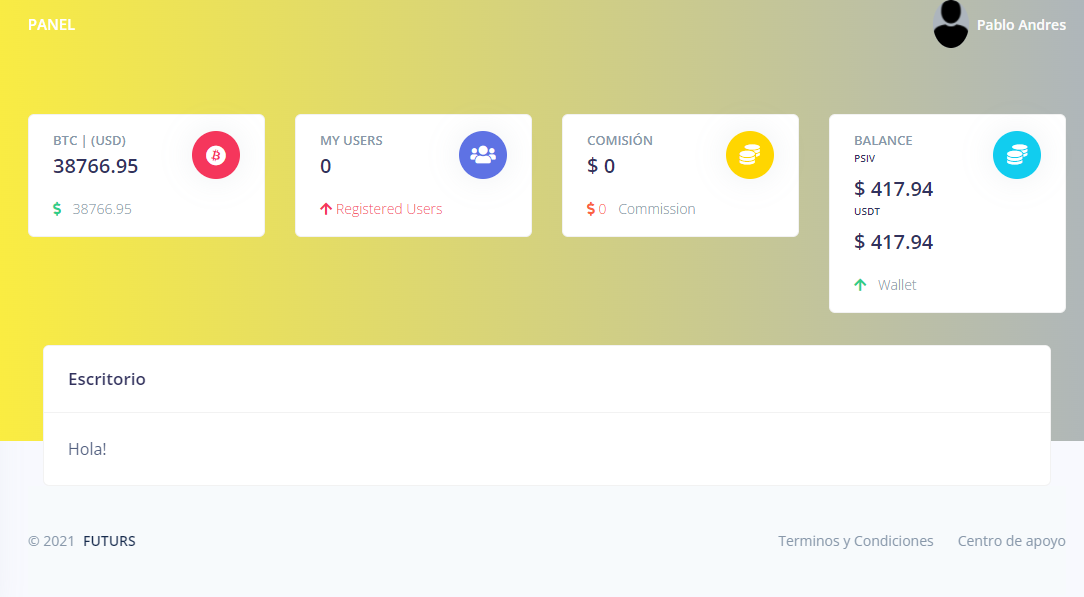 PANEL
Pablo Andres
BTC | (USD)
38766.95
$ 38766.95
MY USERS
0
Registered Users
COMISIÓN
$ 0
$ 0 Commission
BALANCE
PSIV
$ 417.94
USDT
$ 417.94
Wallet
Escritorio
Hola!
© 2021 FUTURS
Terminos y Condiciones Centro de apoyo